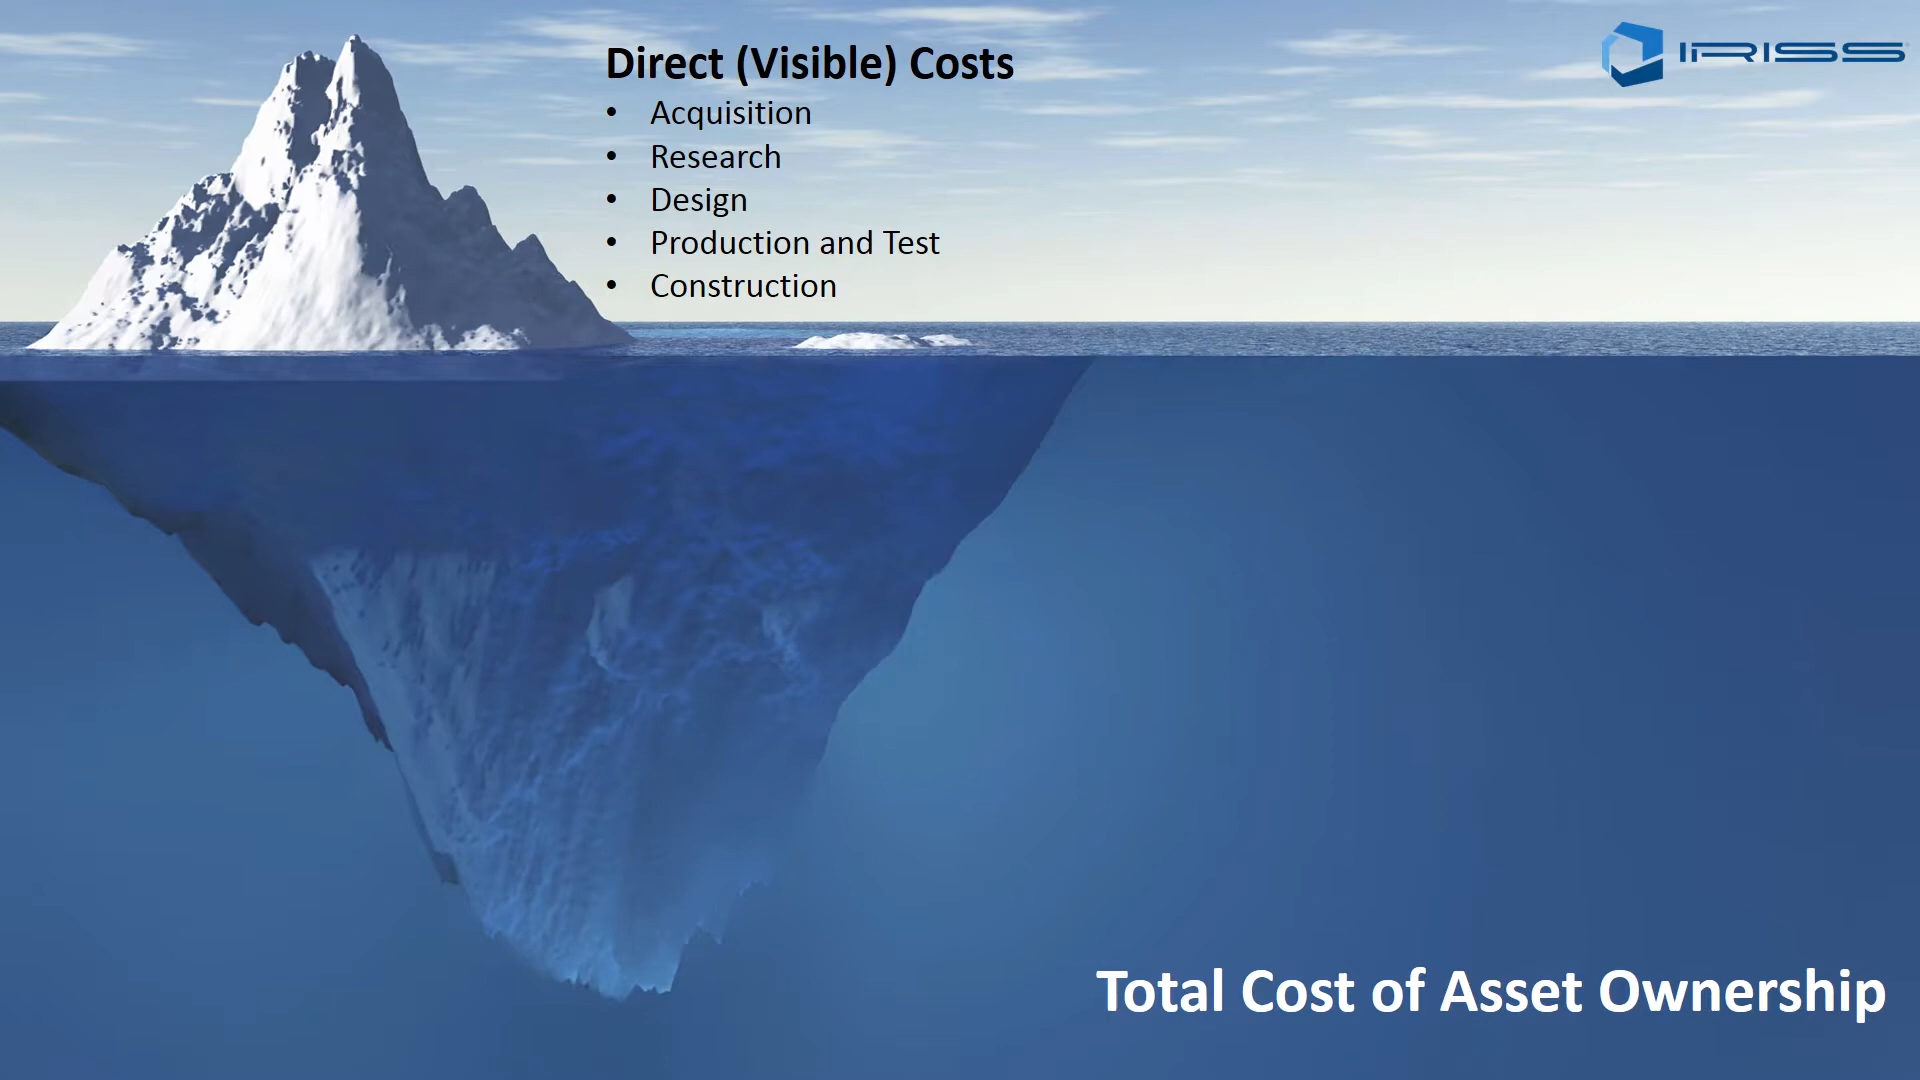 Direct (Visible) Costs
• Acquisition
• Research
• Design
• Production and Test
• Construction
IRISS
Total Cost of Asset Ownership